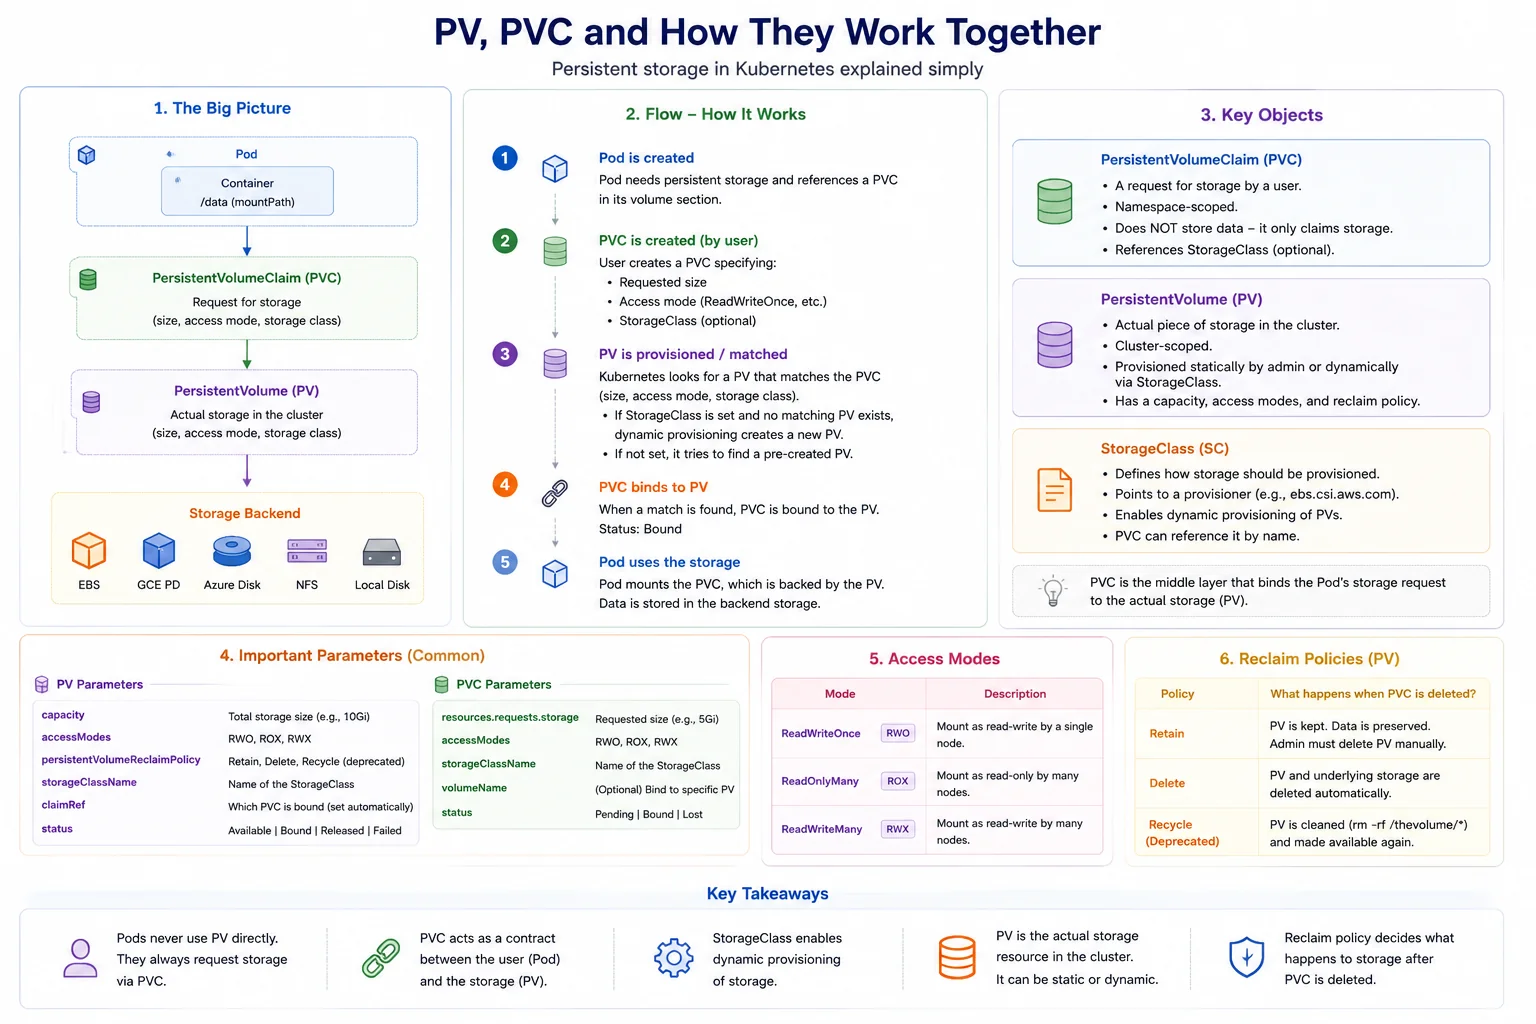 PV, PVC and How They Work Together
Persistent storage in Kubernetes explained simply
1. The Big Picture
Pod
Container
/data (mountPath)
PersistentVolumeClaim (PVC)
Request for storage
(size, access mode, storage class)
PersistentVolume (PV)
Actual storage in the cluster
(size, access mode, storage class)
Storage Backend
EBS
GCE PD
Azure Disk
NFS
Local Disk
2. Flow – How It Works
1
Pod is created
Pod needs persistent storage and references a PVC
in its volume section.
2
PVC is created (by user)
User creates a PVC specifying:
• Requested size
• Access mode (ReadWriteOnce, etc.)
• StorageClass (optional)
3
PV is provisioned / matched
Kubernetes looks for a PV that matches the PVC
(size, access mode, storage class).
• If StorageClass is set and no matching PV exists,
dynamic provisioning creates a new PV.
• If not set, it tries to find a pre-created PV.
4
PVC binds to PV
When a match is found, PVC is bound to the PV.
Status: Bound
5
Pod uses the storage
Pod mounts the PVC, which is backed by the PV.
Data is stored in the backend storage.
3. Key Objects
PersistentVolumeClaim (PVC)
• A request for storage by a user.
• Namespace-scoped.
• Does NOT store data – it only claims storage.
• References StorageClass (optional).
PersistentVolume (PV)
• Actual piece of storage in the cluster.
• Cluster-scoped.
• Provisioned statically by admin or dynamically
via StorageClass.
• Has a capacity, access modes, and reclaim policy.
StorageClass (SC)
• Defines how storage should be provisioned.
• Points to a provisioner (e.g., ebs.csi.aws.com).
• Enables dynamic provisioning of PVs.
• PVC can reference it by name.
PVC is the middle layer that binds the Pod's storage request
to the actual storage (PV).
4. Important Parameters (Common)
PV Parameters
capacity Total storage size (e.g., 10Gi)
accessModes RWO, ROX, RWX
persistentVolumeReclaimPolicy Retain, Delete, Recycle (deprecated)
storageClassName Name of the StorageClass
claimRef Which PVC is bound (set automatically)
status Available | Bound | Released | Failed
PVC Parameters
resources.requests.storage Requested size (e.g., 5Gi)
accessModes RWO, ROX, RWX
storageClassName Name of the StorageClass
volumeName (Optional) Bind to specific PV
status Pending | Bound | Lost
5. Access Modes
Mode Description
ReadWriteOnce RWO Mount as read-write by a single
node.
ReadOnlyMany ROX Mount as read-only by many
nodes.
ReadWriteMany RWX Mount as read-write by many
nodes.
6. Reclaim Policies (PV)
Policy What happens when PVC is deleted?
Retain PV is kept. Data is preserved.
Admin must delete PV manually.
Delete PV and underlying storage are
deleted automatically.
Recycle PV is cleaned (rm -rf /thevolume/*)
(Deprecated) and made available again.
Key Takeaways
Pods never use PV directly.
They always request storage
via PVC.
PVC acts as a contract
between the user (Pod)
and the storage (PV).
StorageClass enables
dynamic provisioning
of storage.
PV is the actual storage
resource in the cluster.
It can be static or dynamic.
Reclaim policy decides what
happens to storage after
PVC is deleted.